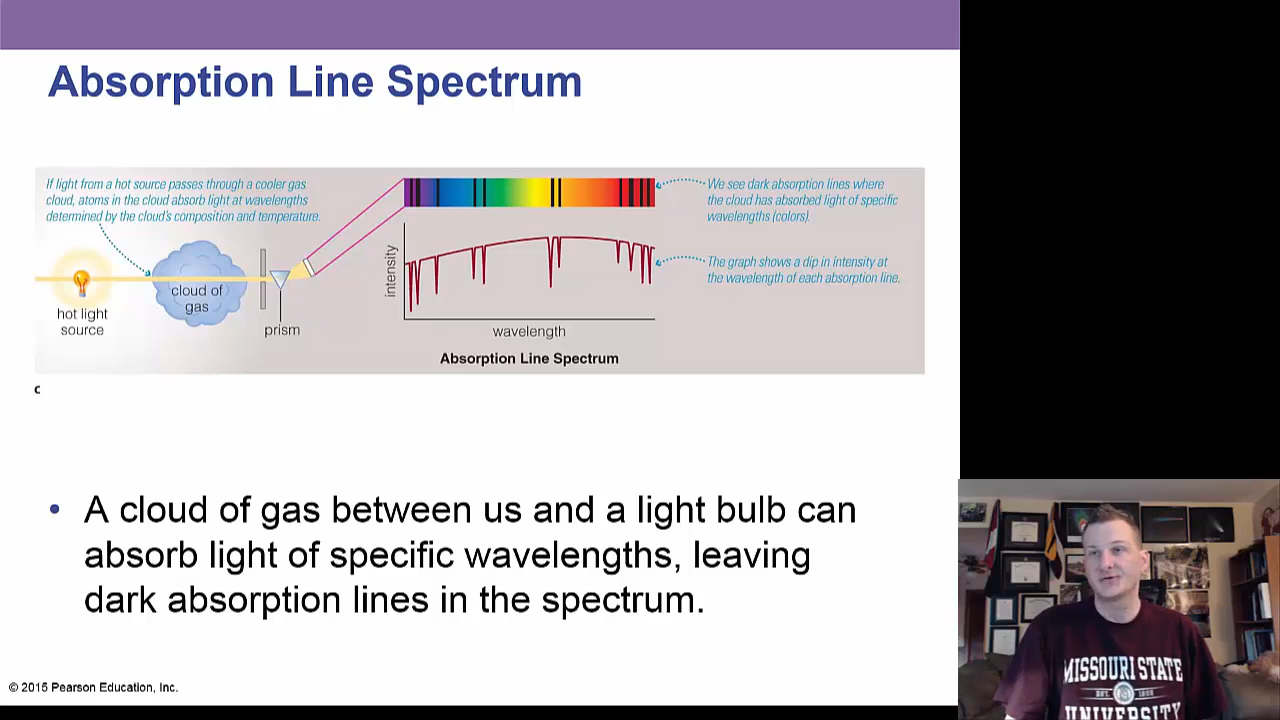 Absorption Line Spectrum
If light from a hot source passes through a cooler gas
cloud, atoms in the cloud absorb light at wavelengths
determined by the cloud's composition and temperature.
hot light
source
cloud of
gas
prism
intensity
wavelength
Absorption Line Spectrum
We see dark absorption lines where
the cloud has absorbed light of specific
wavelengths (colors).
The graph shows a dip in intensity at
the wavelength of each absorption line.
c
• A cloud of gas between us and a light bulb can
absorb light of specific wavelengths, leaving
dark absorption lines in the spectrum.
© 2015 Pearson Education, Inc.
MISSOURI STATE
UNIVERSITY